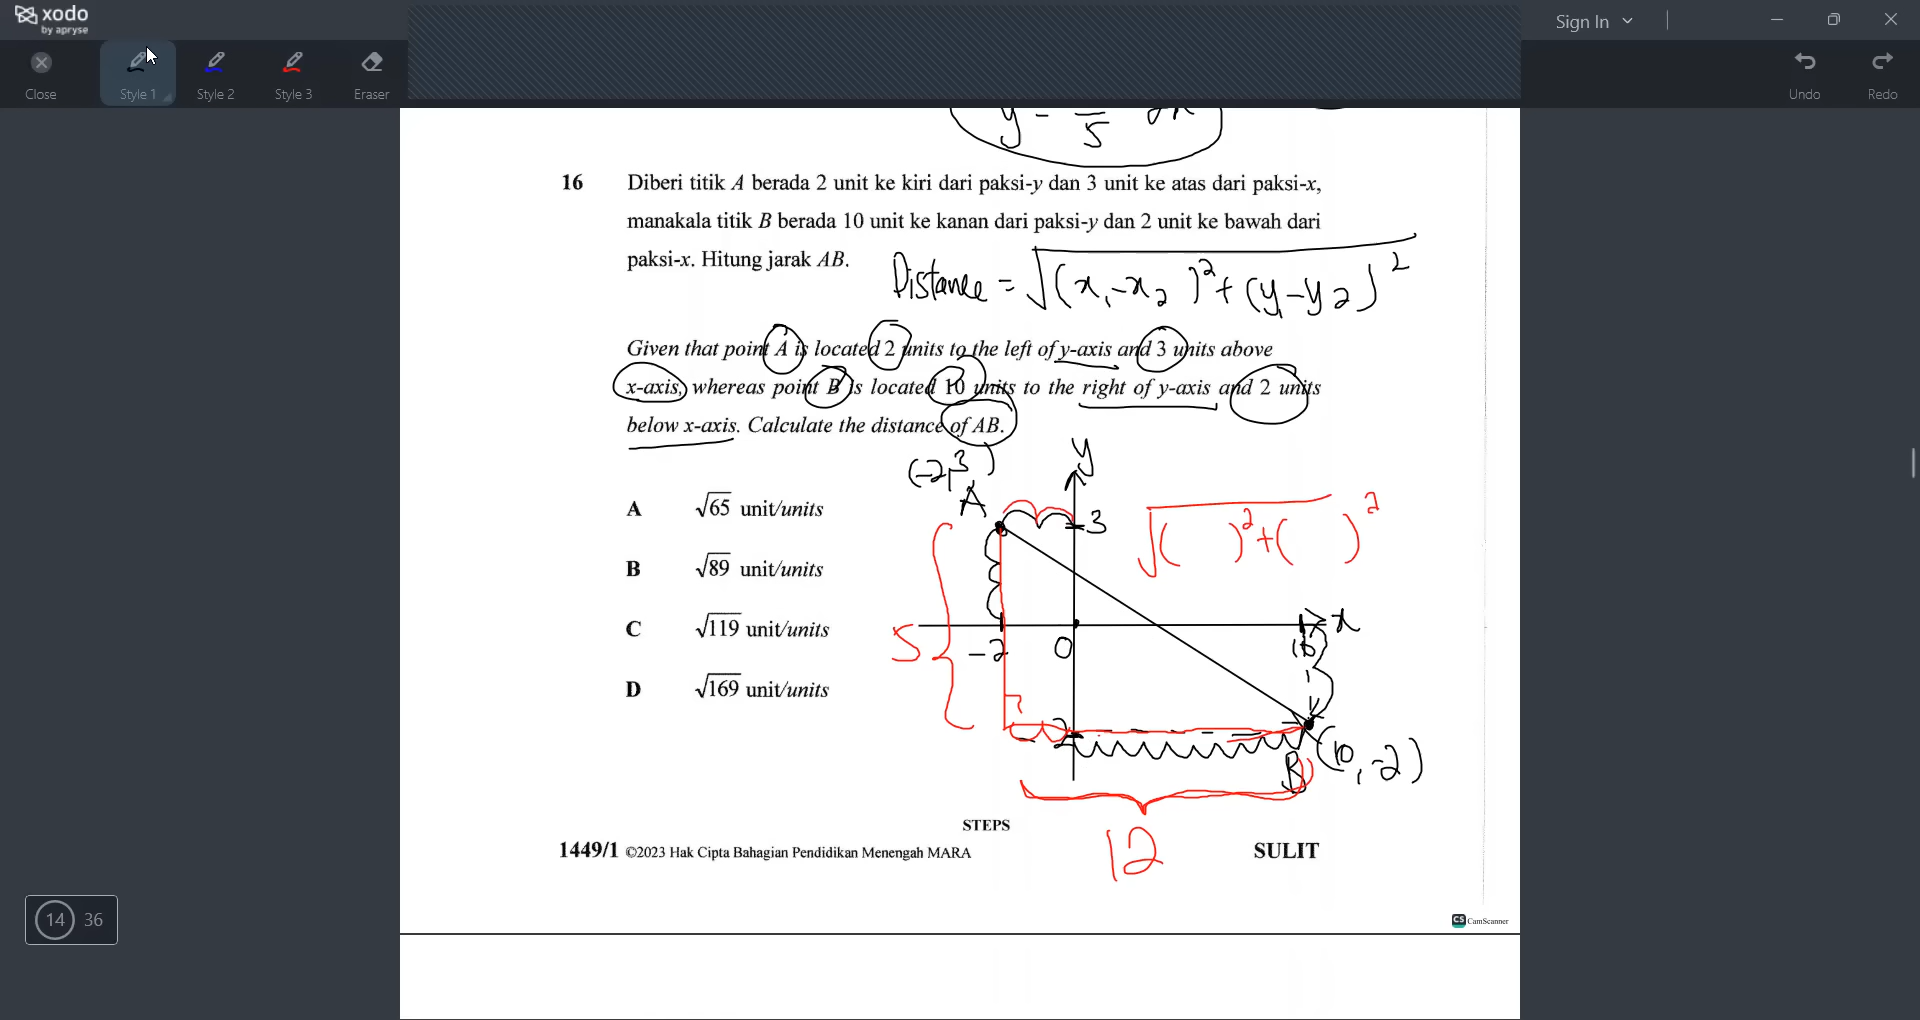 xodo
by apryse
Sign In
Close
Style 1
Style 2
Style 3
Eraser
Undo
Redo
y = — 2x
5
16 Diberi titik A berada 2 unit ke kiri dari paksi-y dan 3 unit ke atas dari paksi-x,
manakala titik B berada 10 unit ke kanan dari paksi-y dan 2 unit ke bawah dari
paksi-x. Hitung jarak AB.
Distance = √(x₁-x₂)²+(y₁-y₂)²
Given that point A is located 2 units to the left of y-axis and 3 units above
x-axis, whereas point B is located 10 units to the right of y-axis and 2 units
below x-axis. Calculate the distance of AB.
(-2,3)
y
A √65 unit/units
B √89 unit/units
C √119 unit/units
D √169 unit/units
A
3
√( )²+( )²
5
-2
0
10
x
-2
B (10,-2)
12
STEPS
1449/1 ©2023 Hak Cipta Bahagian Pendidikan Menengah MARA
SULIT
14 36
CS CamScanner